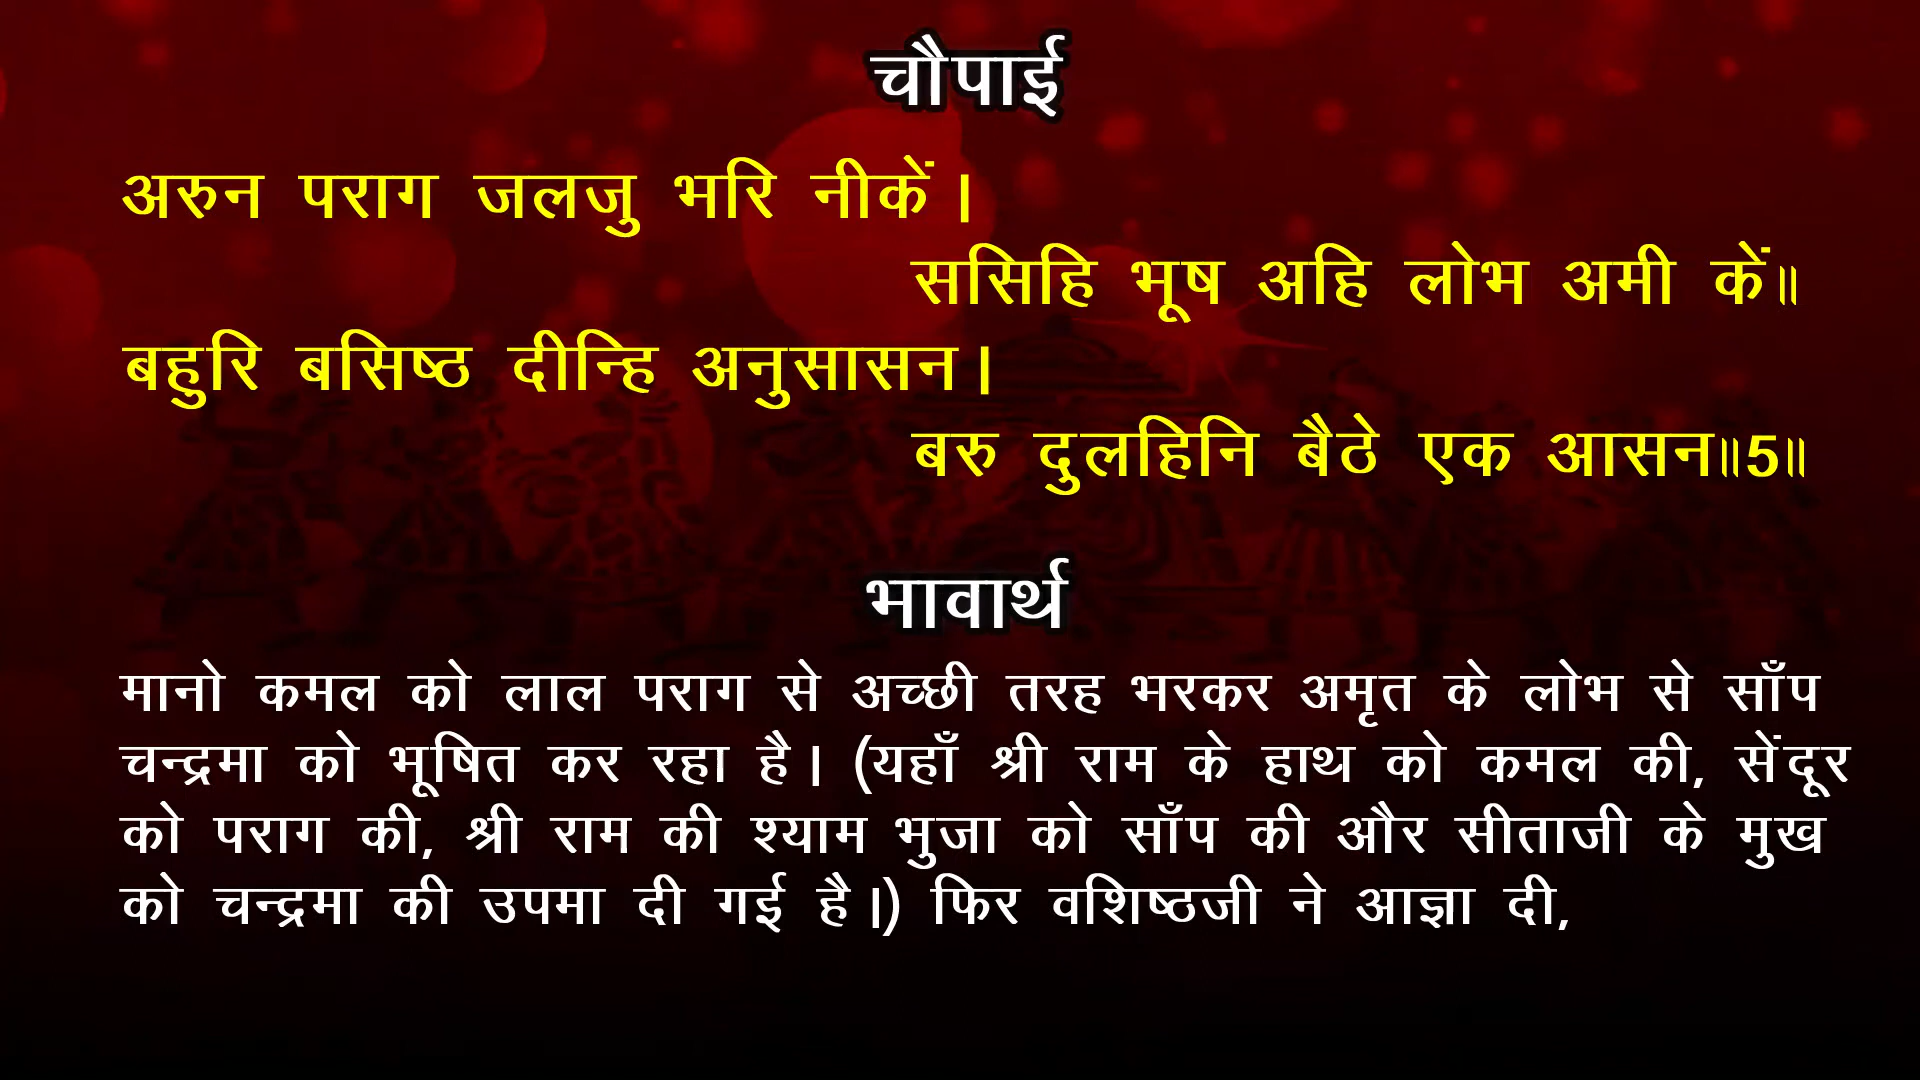 चौपाई
अरुन पराग जलजु भरि नीकें।
ससिहि भूष अहि लोभ अमी कें॥
बहुरि बसिष्ठ दीन्हि अनुसासन।
बरु दुलहिनि बैठे एक आसन॥5॥
भावार्थ
मानो कमल को लाल पराग से अच्छी तरह भरकर अमृत के लोभ से साँप
चन्द्रमा को भूषित कर रहा है। (यहाँ श्री राम के हाथ को कमल की, सेंदूर
को पराग की, श्री राम की श्याम भुजा को साँप की और सीताजी के मुख
को चन्द्रमा की उपमा दी गई है।) फिर वशिष्ठजी ने आज्ञा दी,